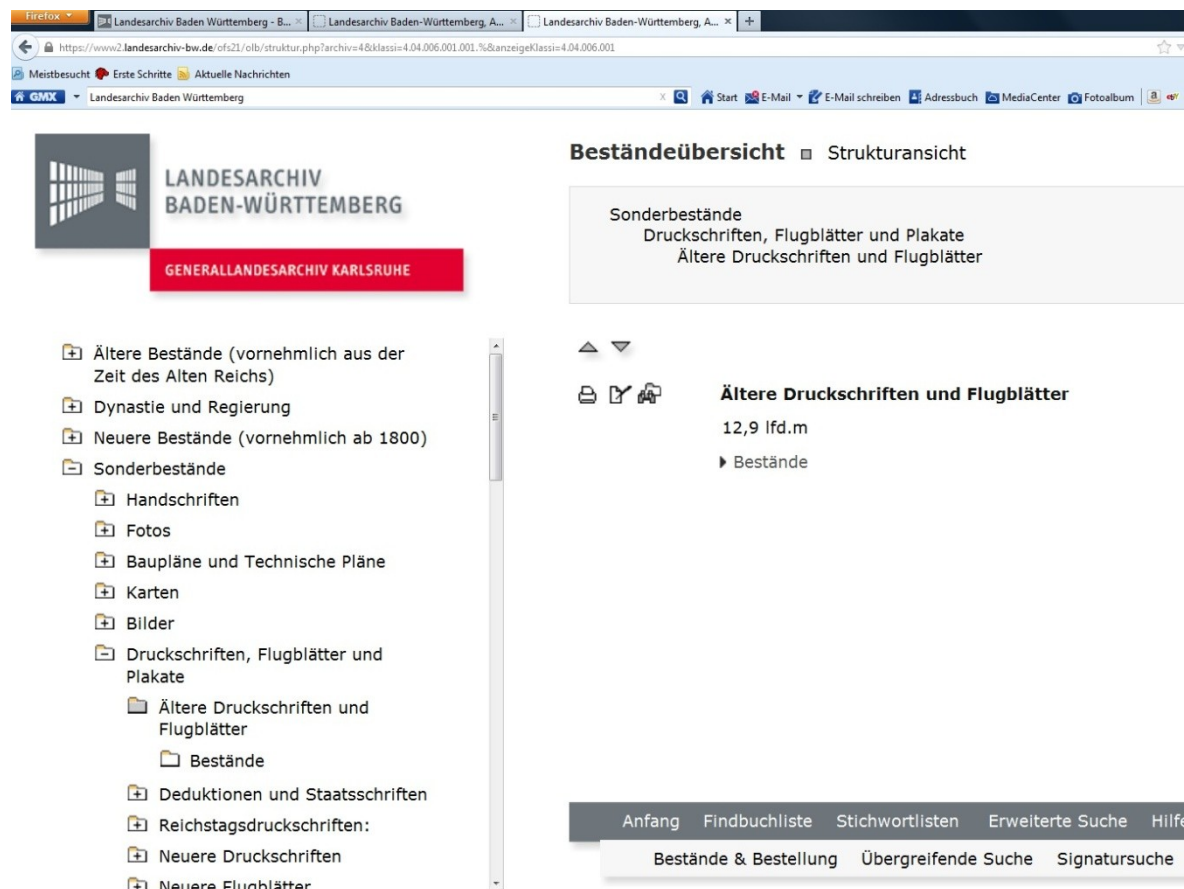 Firefox
Landesarchiv Baden Württemberg - B... ×
Landesarchiv Baden-Württemberg, A... ×
Landesarchiv Baden-Württemberg, A... ×
+
https://www2.landesarchiv-bw.de/ofs21/olb/struktur.php?archiv=4&klassi=4.04.006.001.001.%&anzeigeKlassi=4.04.006.001
Meistbesucht Erste Schritte Aktuelle Nachrichten
GMX Landesarchiv Baden Württemberg x Start E-Mail E-Mail schreiben Adressbuch MediaCenter Fotoalbum a
LANDESARCHIV
BADEN-WÜRTTEMBERG
GENERALLANDESARCHIV KARLSRUHE
Beständeübersicht Strukturansicht
Sonderbestände
Druckschriften, Flugblätter und Plakate
Ältere Druckschriften und Flugblätter
Ältere Bestände (vornehmlich aus der
Zeit des Alten Reichs)
Dynastie und Regierung
Neuere Bestände (vornehmlich ab 1800)
Sonderbestände
Handschriften
Fotos
Baupläne und Technische Pläne
Karten
Bilder
Druckschriften, Flugblätter und
Plakate
Ältere Druckschriften und
Flugblätter
Bestände
Deduktionen und Staatsschriften
Reichstagsdruckschriften:
Neuere Druckschriften
Neuere Flugblätter
Ältere Druckschriften und Flugblätter
12,9 lfd.m
Bestände
Anfang Findbuchliste Stichwortlisten Erweiterte Suche Hilfe
Bestände & Bestellung Übergreifende Suche Signatursuche